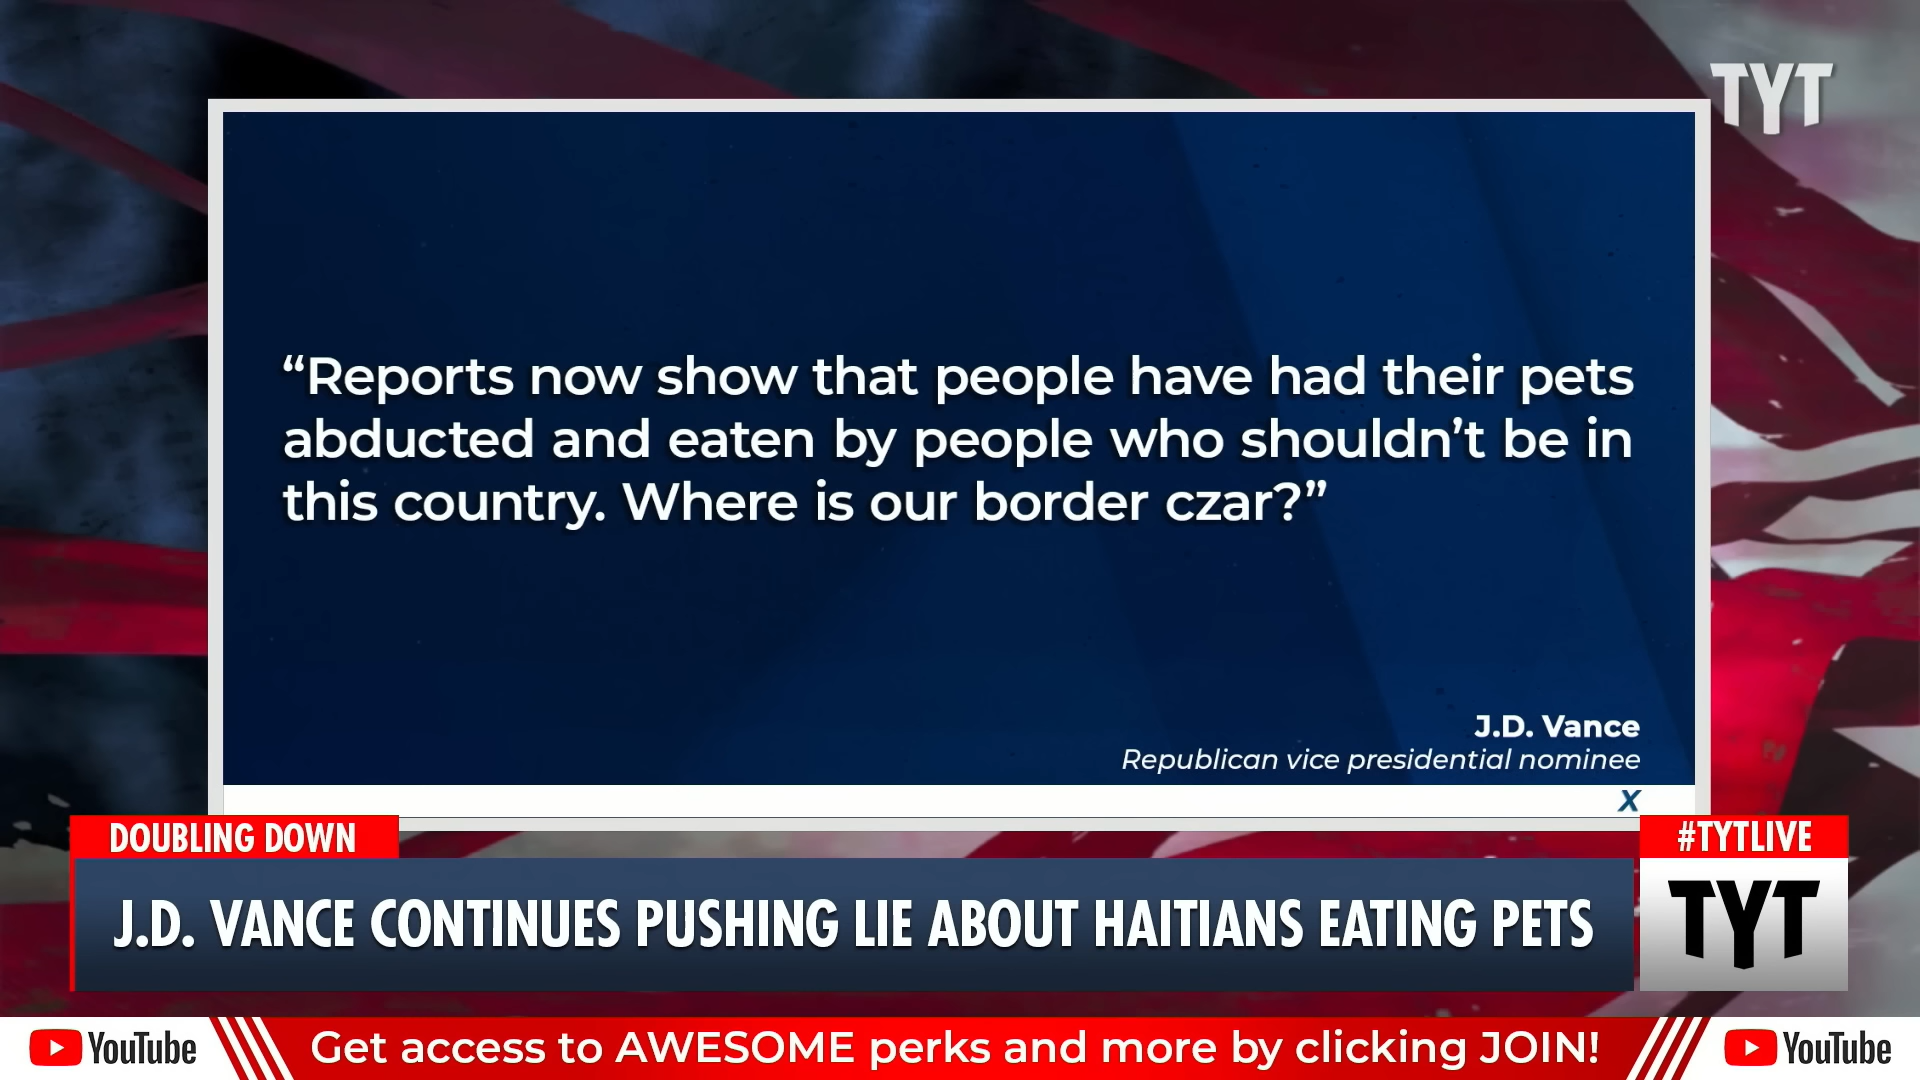 TYT
“Reports now show that people have had their pets
abducted and eaten by people who shouldn’t be in
this country. Where is our border czar?”
J.D. Vance
Republican vice presidential nominee
X
DOUBLING DOWN
#TYTLIVE
J.D. VANCE CONTINUES PUSHING LIE ABOUT HAITIANS EATING PETS
TYT
YouTube
Get access to AWESOME perks and more by clicking JOIN!
YouTube